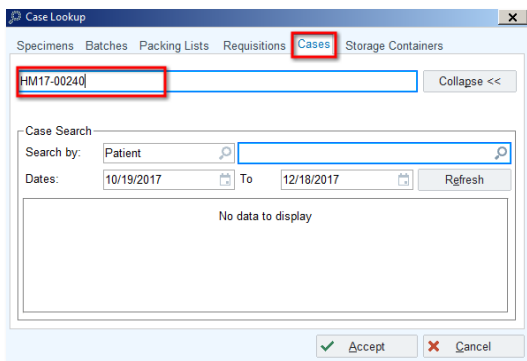 Case Lookup
Specimens Batches Packing Lists Requisitions Cases Storage Containers
HM17-00240 Collapse <<
Case Search
Search by: Patient
Dates: 10/19/2017 To 12/18/2017 Refresh
No data to display
Accept Cancel